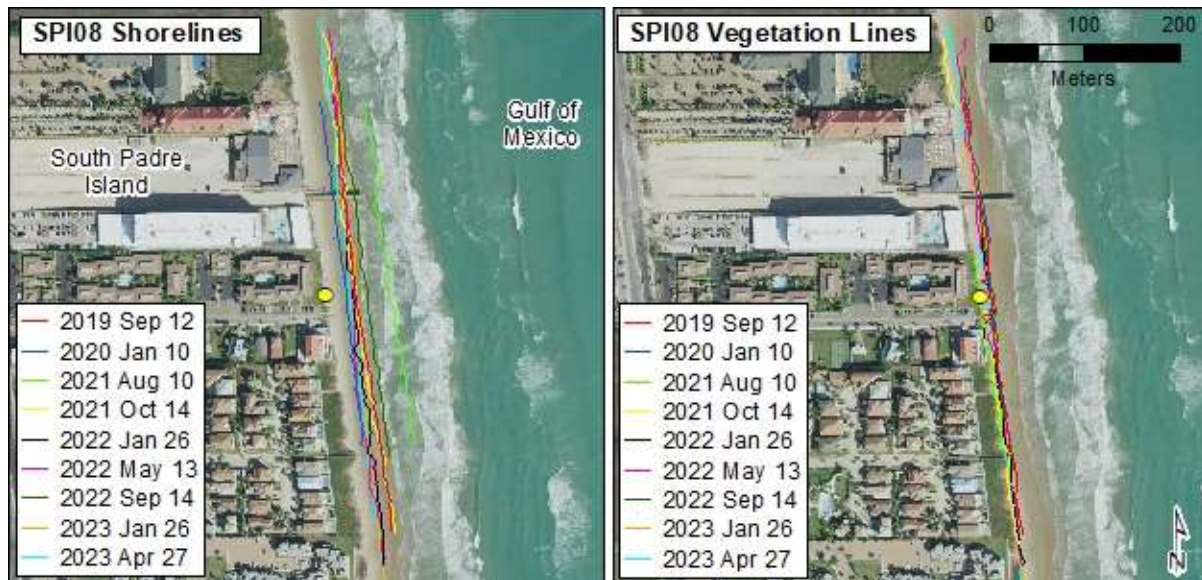 SPI08 Shorelines
Gulf of
Mexico
South Padre
Island
2019 Sep 12
2020 Jan 10
2021 Aug 10
2021 Oct 14
2022 Jan 26
2022 May 13
2022 Sep 14
2023 Jan 26
2023 Apr 27
SPI08 Vegetation Lines
0 100 200
Meters
2019 Sep 12
2020 Jan 10
2021 Aug 10
2021 Oct 14
2022 Jan 26
2022 May 13
2022 Sep 14
2023 Jan 26
2023 Apr 27
N